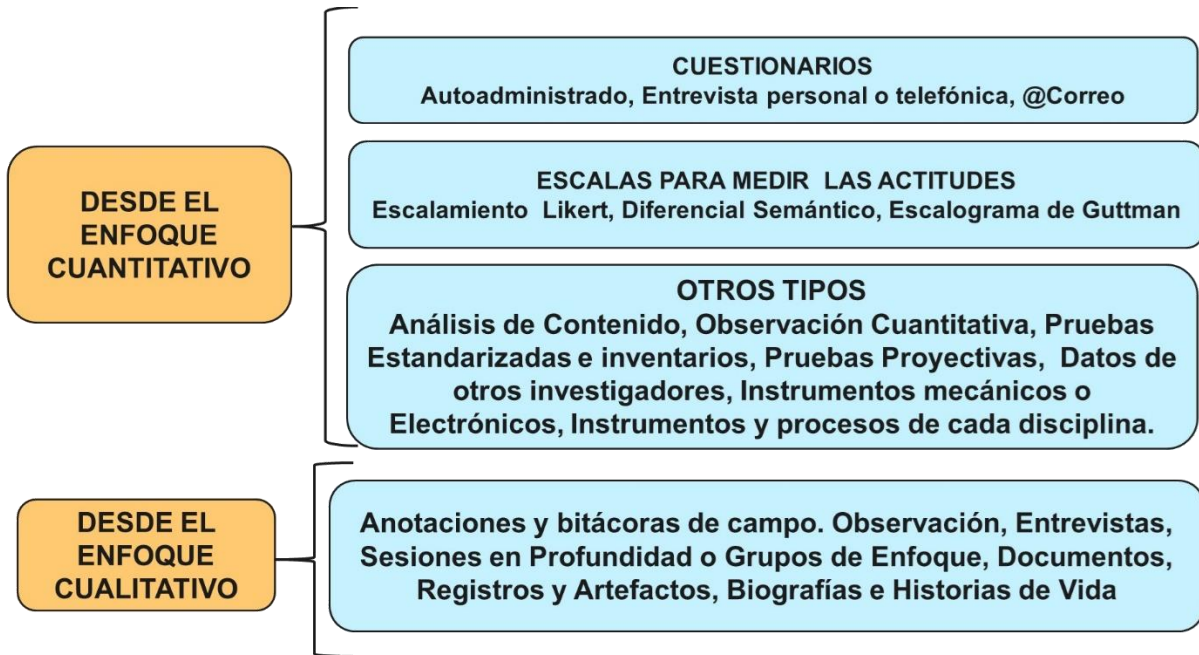 DESDE EL
ENFOQUE
CUANTITATIVO
CUESTIONARIOS
Autoadministrado, Entrevista personal o telefónica, @Correo
ESCALAS PARA MEDIR LAS ACTITUDES
Escalamiento Likert, Diferencial Semántico, Escalograma de Guttman
OTROS TIPOS
Análisis de Contenido, Observación Cuantitativa, Pruebas
Estandarizadas e inventarios, Pruebas Proyectivas, Datos de
otros investigadores, Instrumentos mecánicos o
Electrónicos, Instrumentos y procesos de cada disciplina.
DESDE EL
ENFOQUE
CUALITATIVO
Anotaciones y bitácoras de campo. Observación, Entrevistas,
Sesiones en Profundidad o Grupos de Enfoque, Documentos,
Registros y Artefactos, Biografías e Historias de Vida